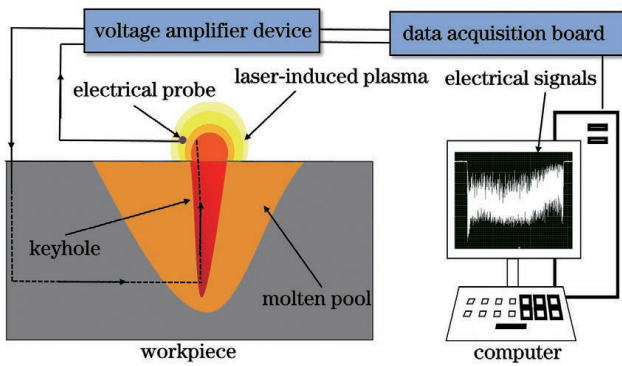 voltage amplifier device
data acquisition board
laser-induced plasma
electrical signals
electrical probe
keyhole
molten pool
workpiece
computer